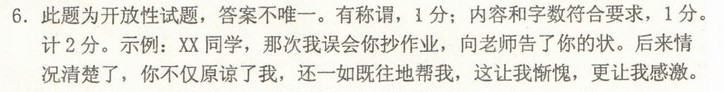 6. 此题为开放性试题，答案不唯一。有称谓，1分；内容和字数符合要求，1分。
计2分。示例：XX同学，那次我误会你抄作业，向老师告了你的状。后来情
况清楚了，你不仅原谅了我，还一如既往地帮我，这让我惭愧，更让我感激。